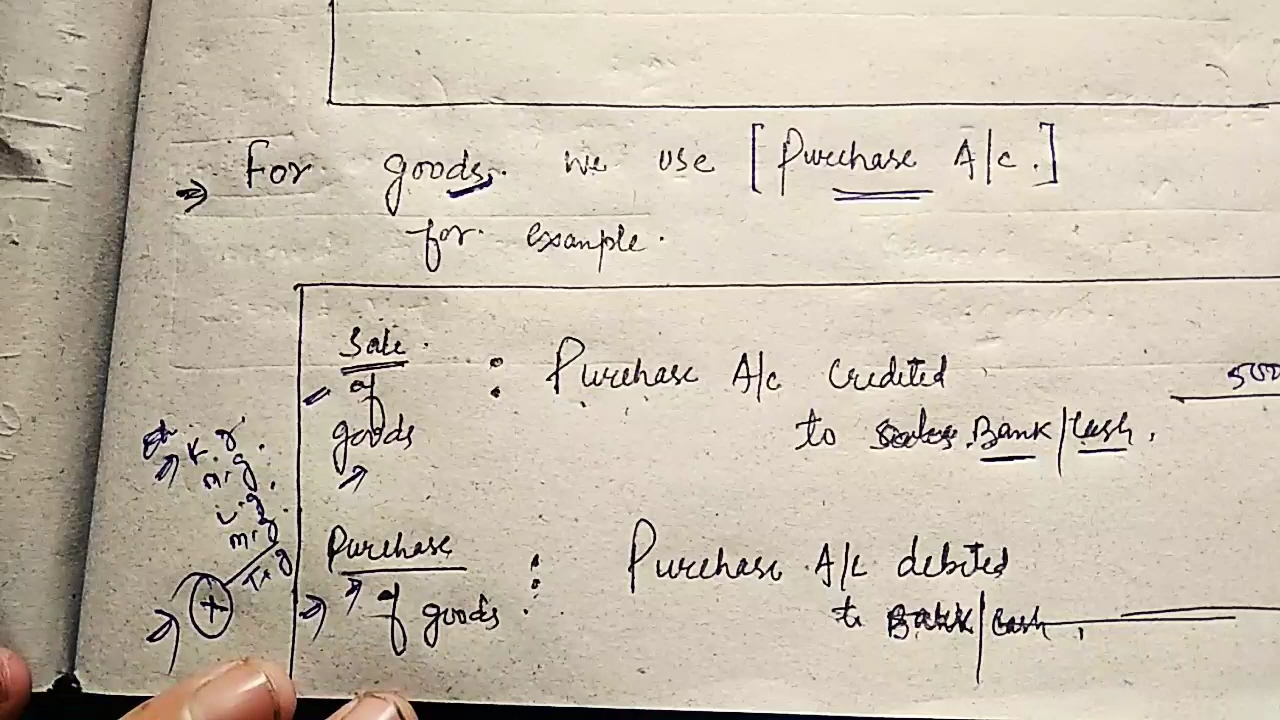 For goods. we use [Purchase A/c.]
for example.
Sale of goods : Purchase A/c Credited
to Bank/Cash.
Purchase of goods : Purchase A/c debited
to Bank/Cash.